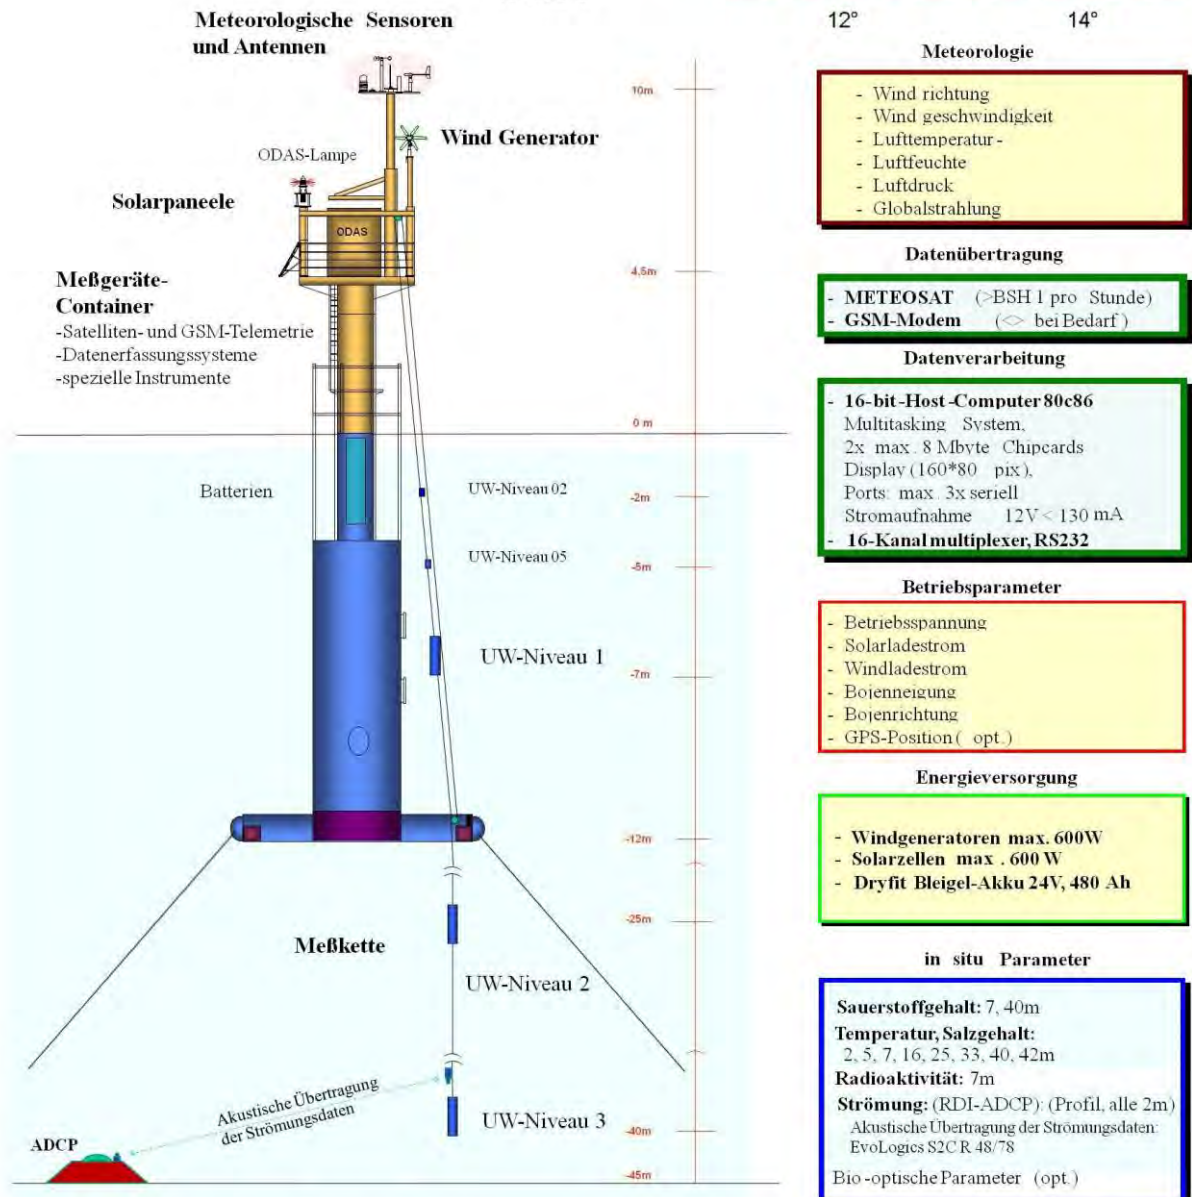 Meteorologische Sensoren
und Antennen
Wind Generator
ODAS-Lampe
Solarpaneele
ODAS
Meßgeräte-
Container
-Satelliten- und GSM-Telemetrie
-Datenerfassungssysteme
-spezielle Instrumente
Batterien
UW-Niveau 02
UW-Niveau 05
UW-Niveau 1
Meßkette
UW-Niveau 2
Akustische Übertragung
der Strömungsdaten
UW-Niveau 3
ADCP
10m
4,5m
0 m
-2m
-5m
-7m
-12m
-25m
-40m
-45m
12° 14°
Meteorologie
- Wind richtung
- Wind geschwindigkeit
- Lufttemperatur -
- Luftfeuchte
- Luftdruck
- Globalstrahlung
Datenübertragung
- METEOSAT (>BSH 1 pro Stunde)
- GSM-Modem (<> bei Bedarf )
Datenverarbeitung
- 16-bit-Host-Computer 80c86
Multitasking System,
2x max. 8 Mbyte Chipcards
Display (160*80 pix),
Ports: max. 3x seriell
Stromaufnahme 12V < 130 mA
- 16-Kanal multiplexer, RS232
Betriebsparameter
- Betriebsspannung
- Solarladestrom
- Windladestrom
- Bojenneigung
- Bojenrichtung
- GPS-Position ( opt.)
Energieversorgung
- Windgeneratoren max. 600W
- Solarzellen max . 600 W
- Dryfit Bleigel-Akku 24V, 480 Ah
in situ Parameter
Sauerstoffgehalt: 7, 40m
Temperatur, Salzgehalt:
2, 5, 7, 16, 25, 33, 40, 42m
Radioaktivität: 7m
Strömung: (RDI-ADCP): (Profil, alle 2m)
Akustische Übertragung der Strömungsdaten:
EvoLogics S2C R 48/78
Bio-optische Parameter (opt.)